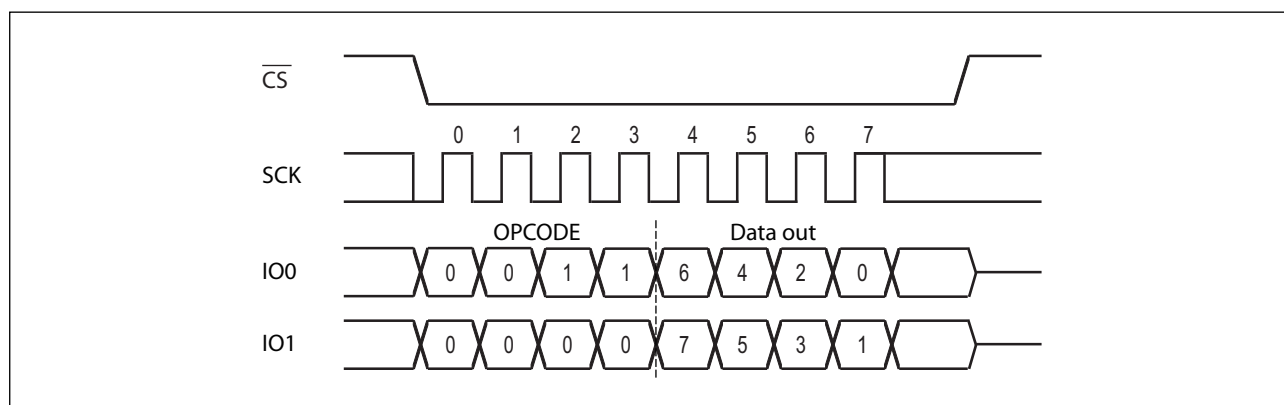 CS
0 1 2 3 4 5 6 7
SCK
OPCODE Data out
IO0 0 0 1 1 6 4 2 0
IO1 0 0 0 0 7 5 3 1